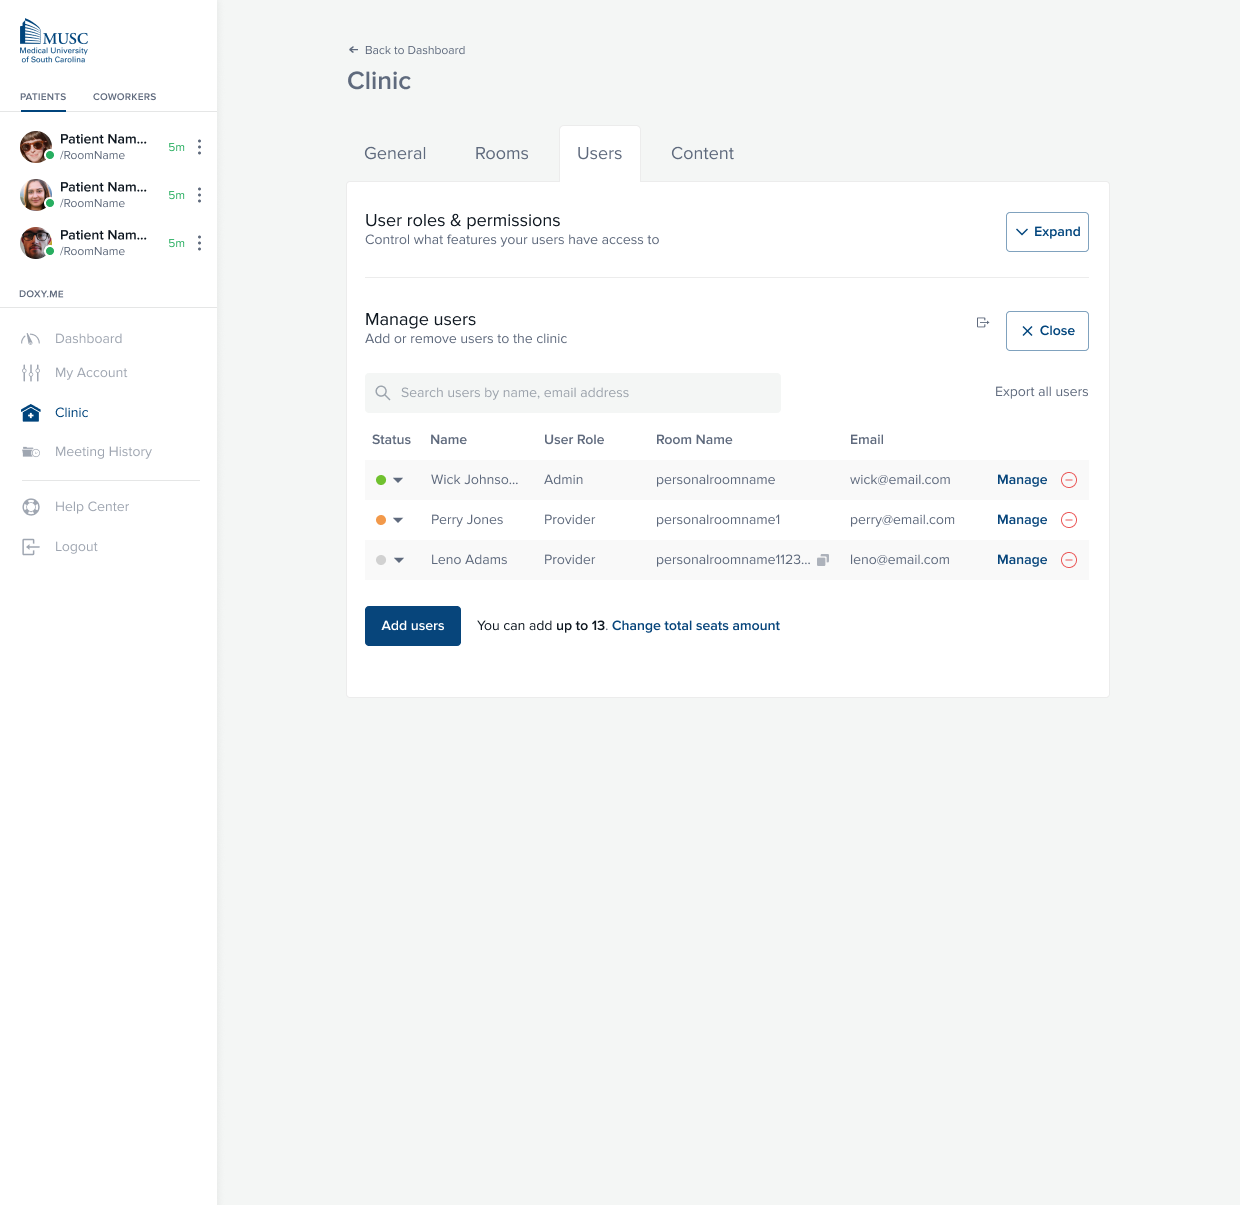 MUSC
Medical University
of South Carolina
PATIENTS COWORKERS
Patient Nam...
/RoomName
5m
Patient Nam...
/RoomName
5m
Patient Nam...
/RoomName
5m
DOXY.ME
Dashboard
My Account
Clinic
Meeting History
Help Center
Logout
Back to Dashboard
Clinic
General Rooms Users Content
User roles & permissions
Control what features your users have access to
Expand
Manage users
Add or remove users to the clinic
Close
Search users by name, email address
Export all users
Status Name User Role Room Name Email
Wick Johnso... Admin personalroomname wick@email.com Manage
Perry Jones Provider personalroomname1 perry@email.com Manage
Leno Adams Provider personalroomname1123... leno@email.com Manage
Add users You can add up to 13. Change total seats amount